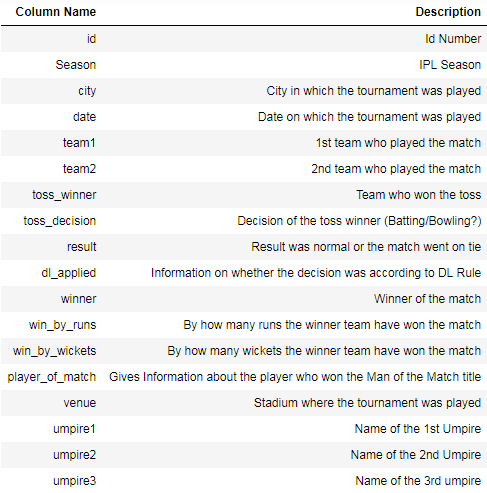 Column Name Description
id Id Number
Season IPL Season
city City in which the tournament was played
date Date on which the tournament was played
team1 1st team who played the match
team2 2nd team who played the match
toss_winner Team who won the toss
toss_decision Decision of the toss winner (Batting/Bowling?)
result Result was normal or the match went on tie
dl_applied Information on whether the decision was according to DL Rule
winner Winner of the match
win_by_runs By how many runs the winner team have won the match
win_by_wickets By how many wickets the winner team have won the match
player_of_match Gives Information about the player who won the Man of the Match title
venue Stadium where the tournament was played
umpire1 Name of the 1st Umpire
umpire2 Name of the 2nd Umpire
umpire3 Name of the 3rd umpire